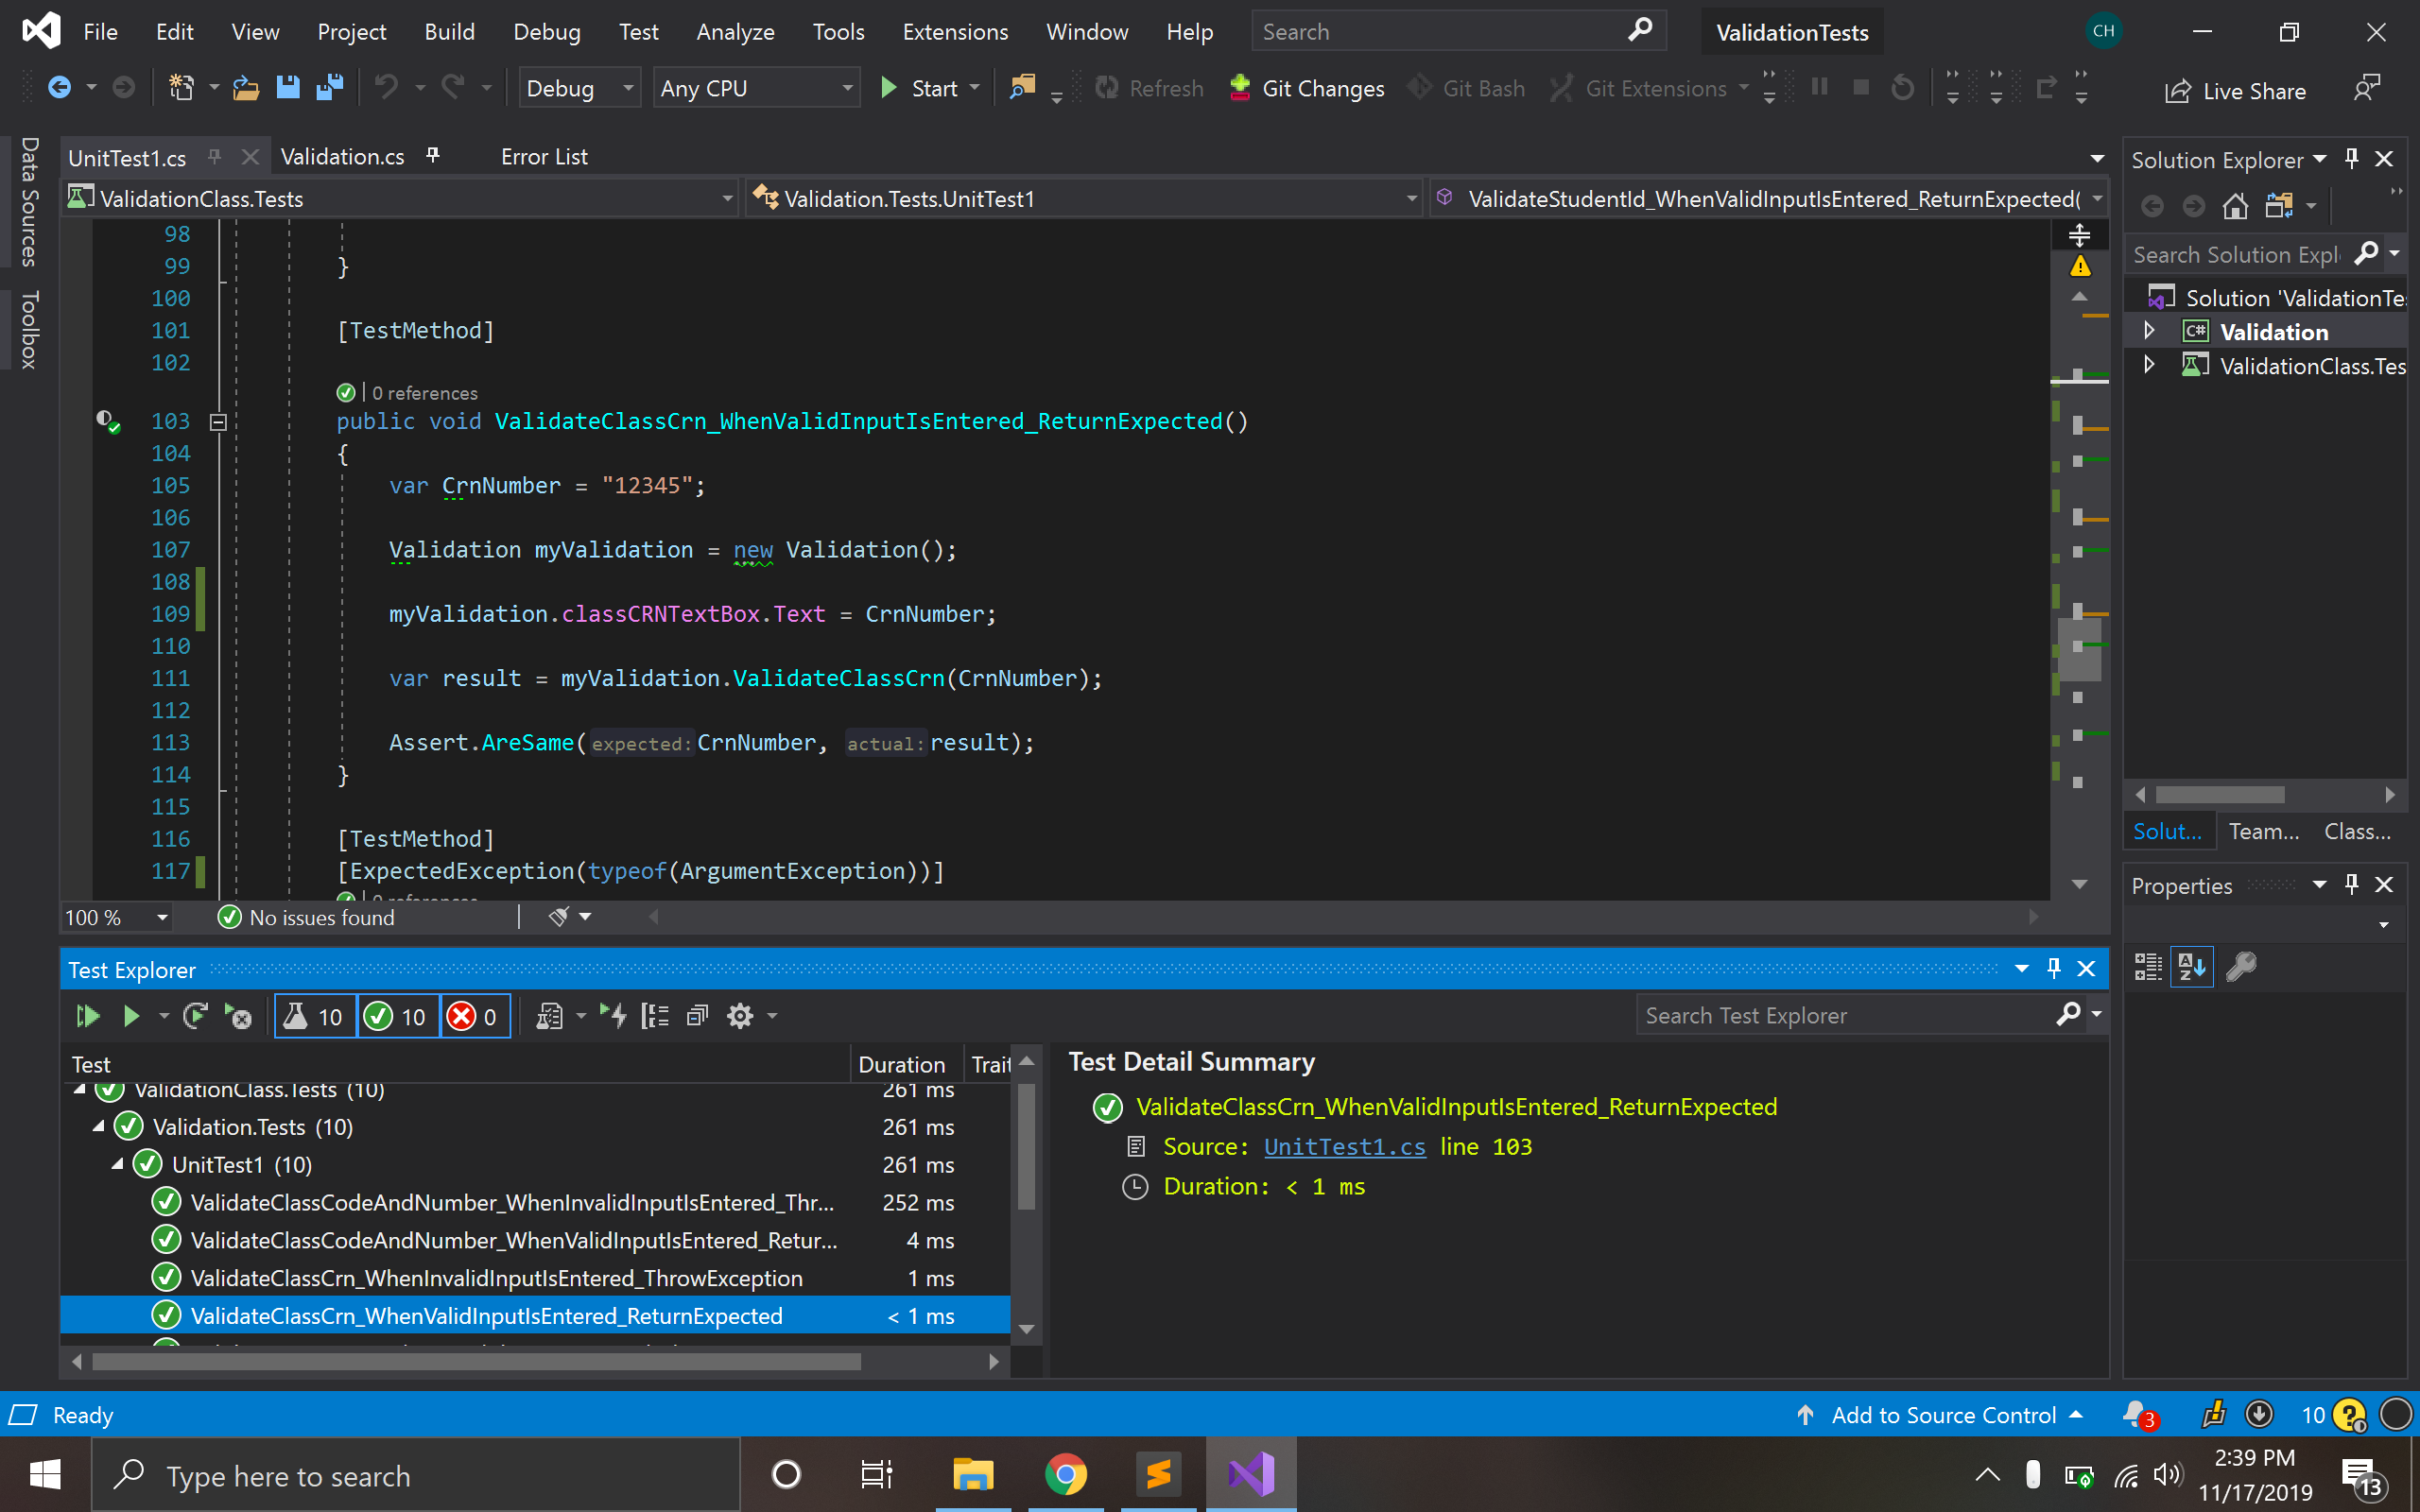 File Edit View Project Build Debug Test Analyze Tools Extensions Window Help Search ValidationTests CH
Debug Any CPU Start Refresh Git Changes Git Bash Git Extensions Live Share
Data Sources
Toolbox
UnitTest1.cs Validation.cs Error List
ValidationClass.Tests Validation.Tests.UnitTest1 ValidateStudentId_WhenValidInputIsEntered_ReturnExpected(
98
99 }
100
101 [TestMethod]
102
0 references
103 public void ValidateClassCrn_WhenValidInputIsEntered_ReturnExpected()
104 {
105 var CrnNumber = "12345";
106
107 Validation myValidation = new Validation();
108
109 myValidation.classCRNTextBox.Text = CrnNumber;
110
111 var result = myValidation.ValidateClassCrn(CrnNumber);
112
113 Assert.AreSame(expected:CrnNumber, actual:result);
114 }
115
116 [TestMethod]
117 [ExpectedException(typeof(ArgumentException))]
0 references
100 % No issues found
Solution Explorer
Search Solution Expl
Solution 'ValidationTe
C# Validation
ValidationClass.Tes
Solut... Team... Class...
Properties
Test Explorer
10 10 0 Search Test Explorer
Test Duration Trait
ValidationClass.Tests (10) 261 ms
Validation.Tests (10) 261 ms
UnitTest1 (10) 261 ms
ValidateClassCodeAndNumber_WhenInvalidInputIsEntered_Thr... 252 ms
ValidateClassCodeAndNumber_WhenValidInputIsEntered_Retur... 4 ms
ValidateClassCrn_WhenInvalidInputIsEntered_ThrowException 1 ms
ValidateClassCrn_WhenValidInputIsEntered_ReturnExpected < 1 ms
Test Detail Summary
ValidateClassCrn_WhenValidInputIsEntered_ReturnExpected
Source: UnitTest1.cs line 103
Duration: < 1 ms
Ready Add to Source Control 3 10
Type here to search
2:39 PM
11/17/2019
13